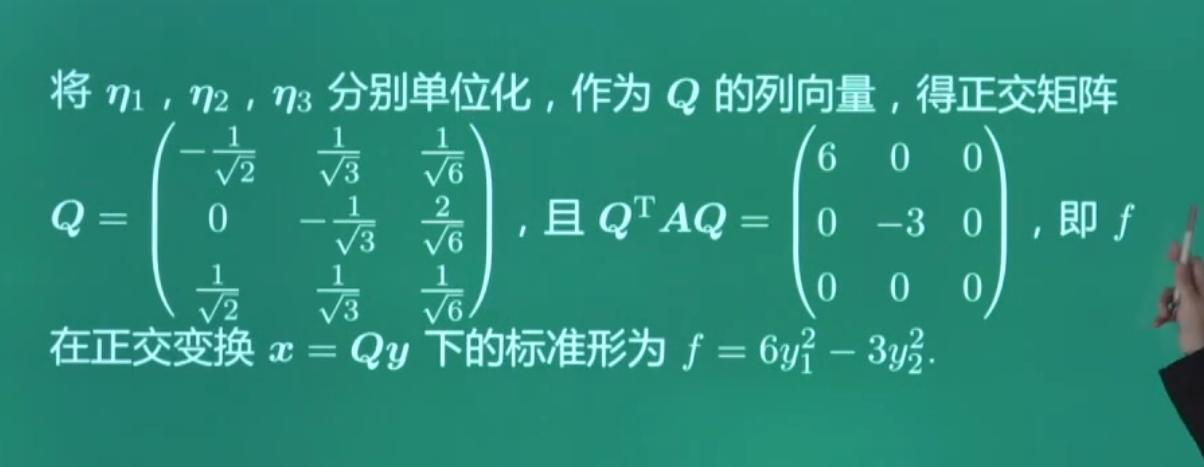 将 η₁，η₂，η₃ 分别单位化，作为 Q 的列向量，得正交矩阵
Q = \begin{pmatrix} -\frac{1}{\sqrt{2}} & \frac{1}{\sqrt{3}} & \frac{1}{\sqrt{6}} \\ 0 & -\frac{1}{\sqrt{3}} & \frac{2}{\sqrt{6}} \\ \frac{1}{\sqrt{2}} & \frac{1}{\sqrt{3}} & \frac{1}{\sqrt{6}} \end{pmatrix}，且 Q^T AQ = \begin{pmatrix} 6 & 0 & 0 \\ 0 & -3 & 0 \\ 0 & 0 & 0 \end{pmatrix}，即 f
在正交变换 x = Qy 下的标准形为 f = 6y_1^2 − 3y_2^2.